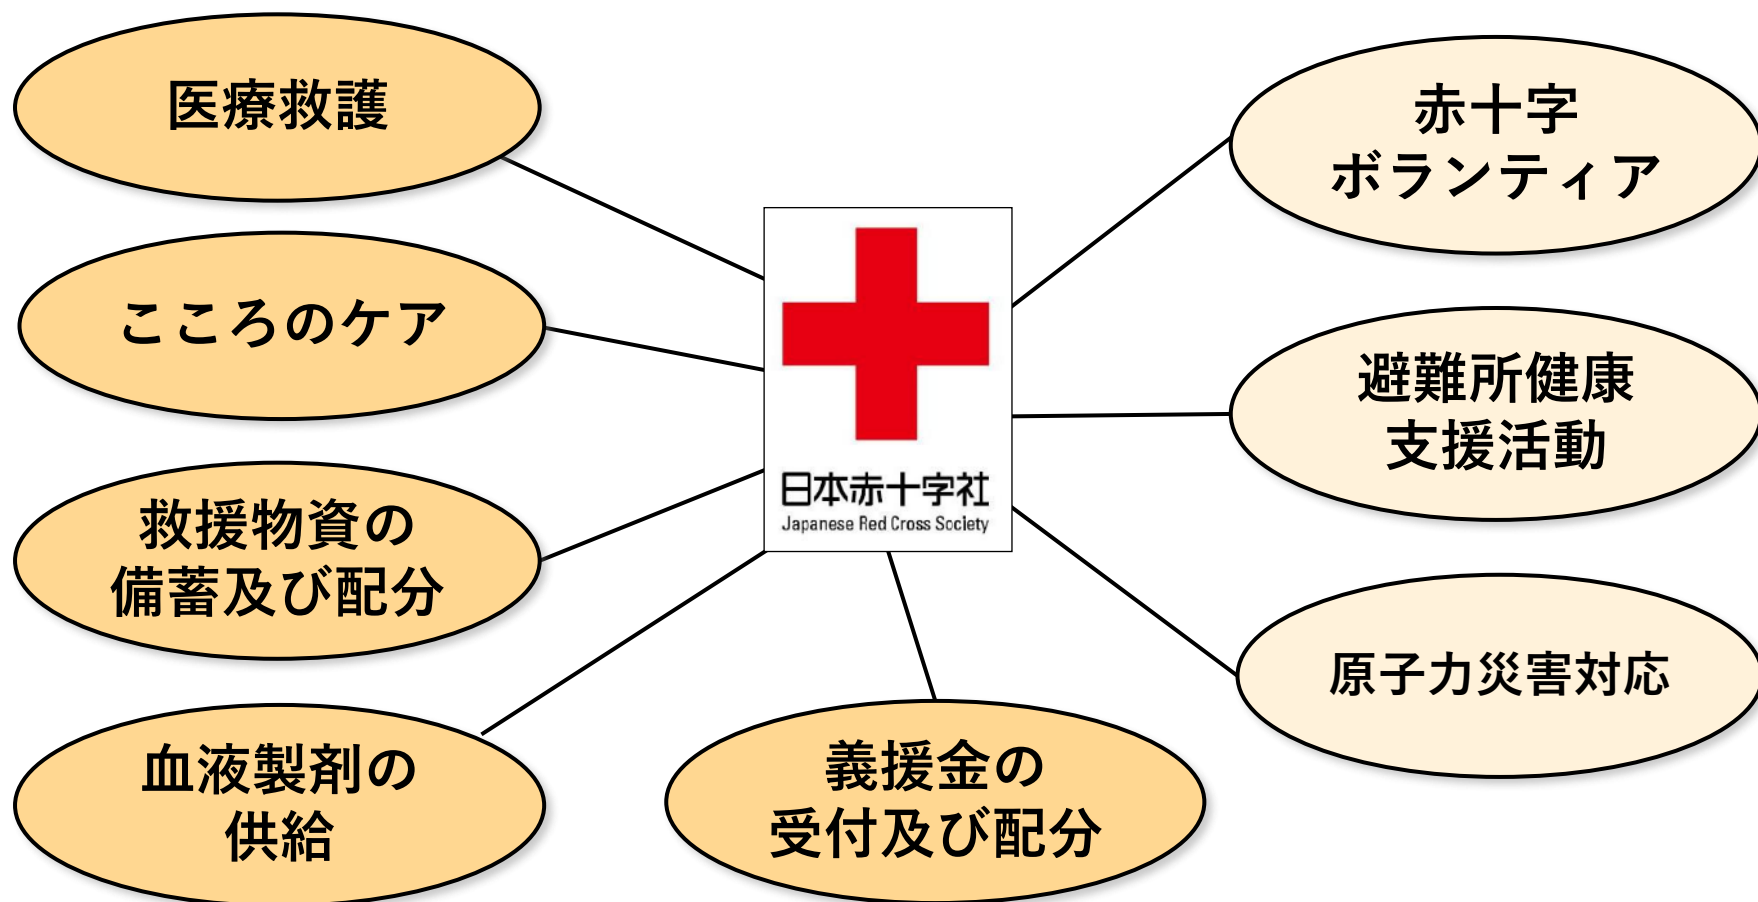 医療救護
こころのケア
救援物資の
備蓄及び配分
血液製剤の
供給
日本赤十字社
Japanese Red Cross Society
義援金の
受付及び配分
赤十字
ボランティア
避難所健康
支援活動
原子力災害対応